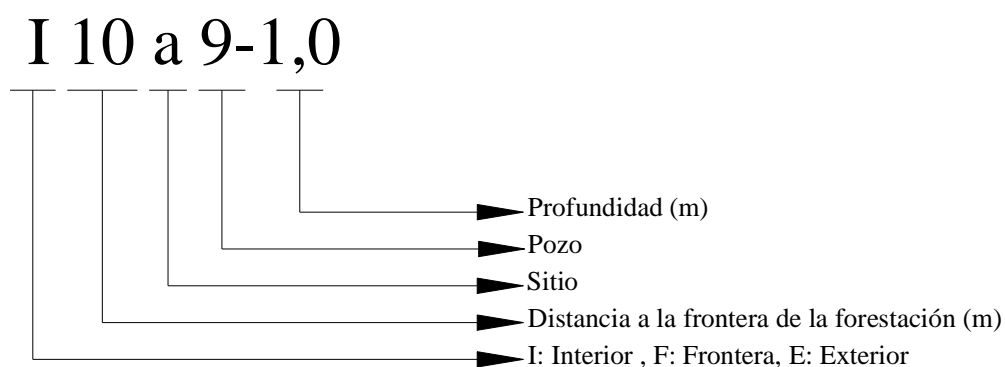 I 10 a 9-1,0
Profundidad (m)
Pozo
Sitio
Distancia a la frontera de la forestación (m)
I: Interior , F: Frontera, E: Exterior